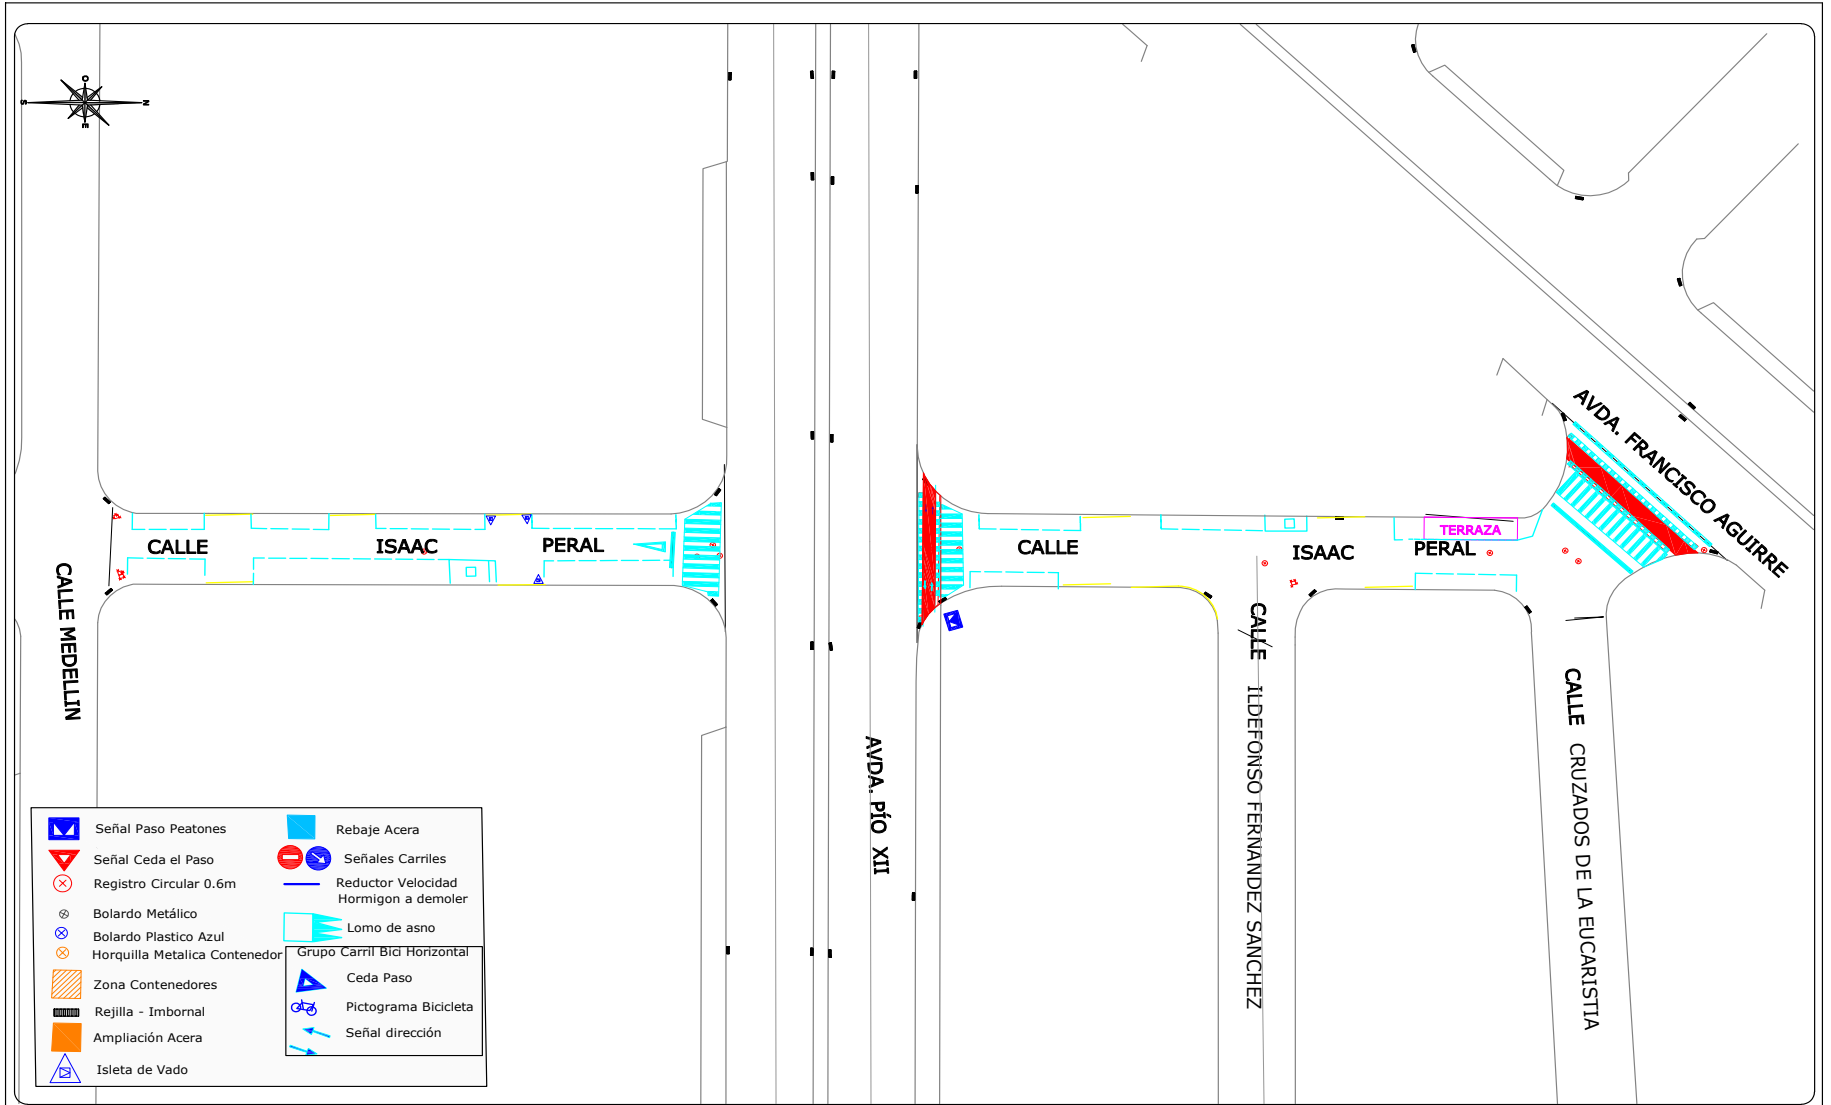 O
S
N
E
AVDA. FRANCISCO AGUIRRE
TERRAZA
CALLE ISAAC PERAL
CALLE ISAAC PERAL
CALLE MEDELLIN
AVDA. PÍO XII
CALLE ILDEFONSO FERNANDEZ SANCHEZ
CALLE CRUZADOS DE LA EUCARISTIA
Señal Paso Peatones
Señal Ceda el Paso
Registro Circular 0.6m
Bolardo Metálico
Bolardo Plastico Azul
Horquilla Metalica Contenedor
Zona Contenedores
Rejilla - Imbornal
Ampliación Acera
Isleta de Vado
Rebaje Acera
Señales Carriles
Reductor Velocidad
Hormigon a demoler
Lomo de asno
Grupo Carril Bici Horizontal
Ceda Paso
Pictograma Bicicleta
Señal dirección